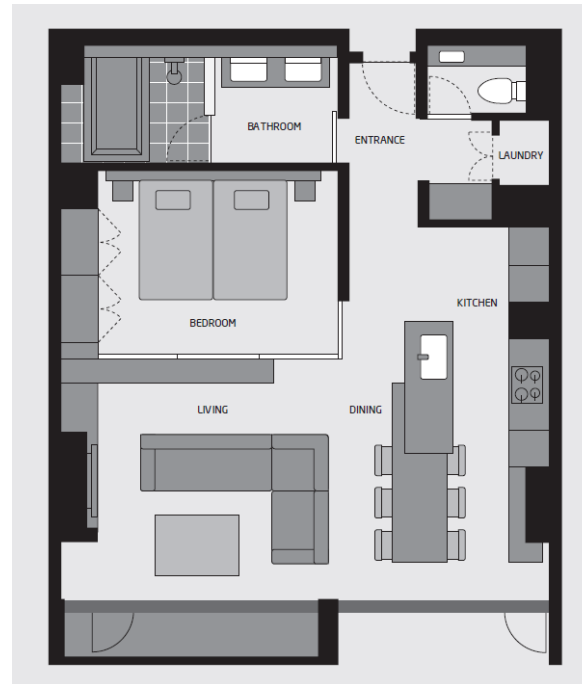 BATHROOM
ENTRANCE
LAUNDRY
KITCHEN
BEDROOM
LIVING
DINING